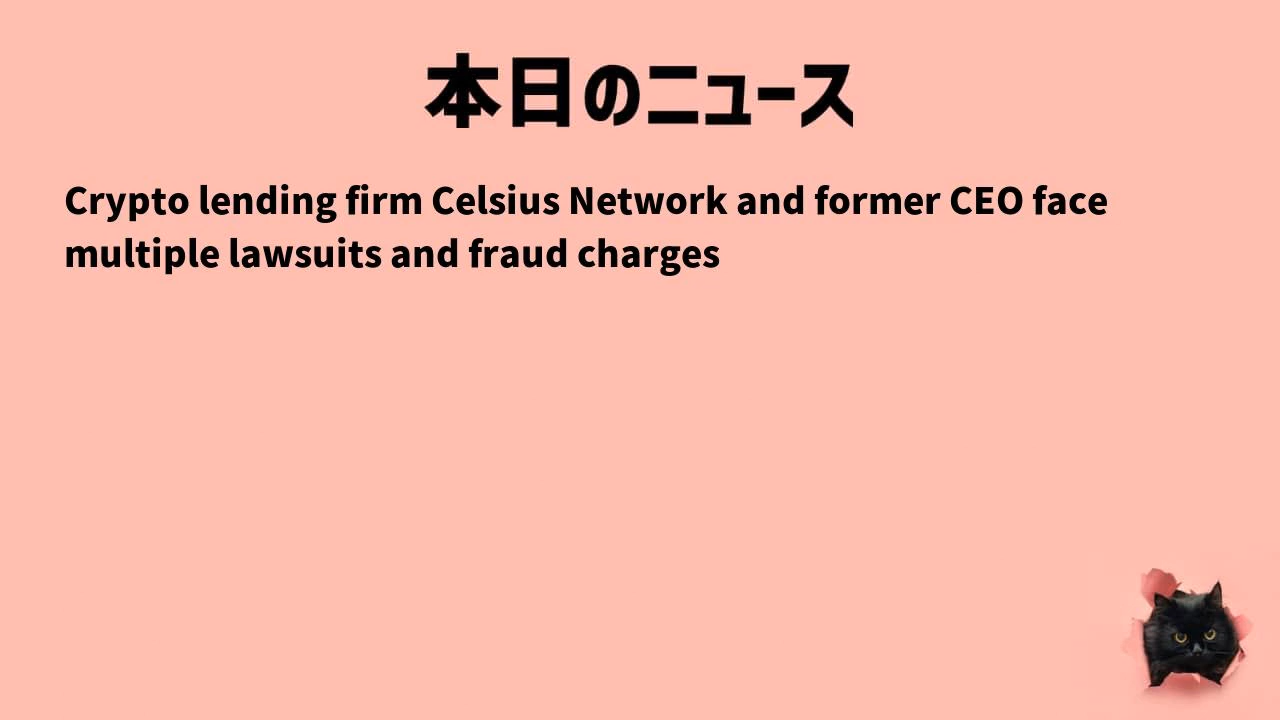 本日のニュース
Crypto lending firm Celsius Network and former CEO face
multiple lawsuits and fraud charges